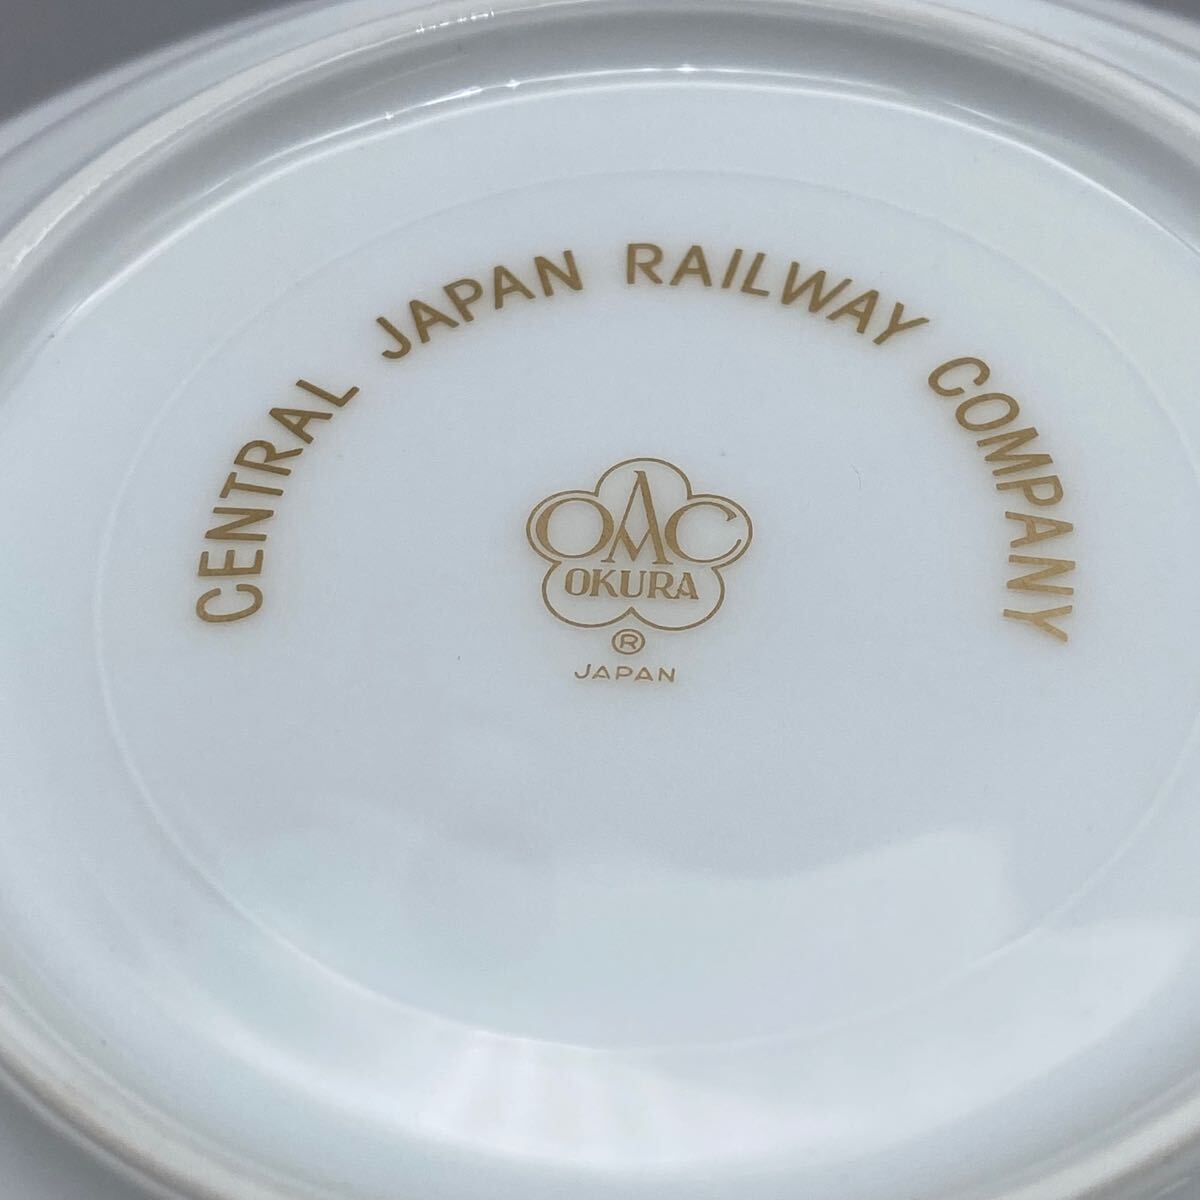 CENTRAL JAPAN RAILWAY COMPANY
OAC
OKURA
®
JAPAN